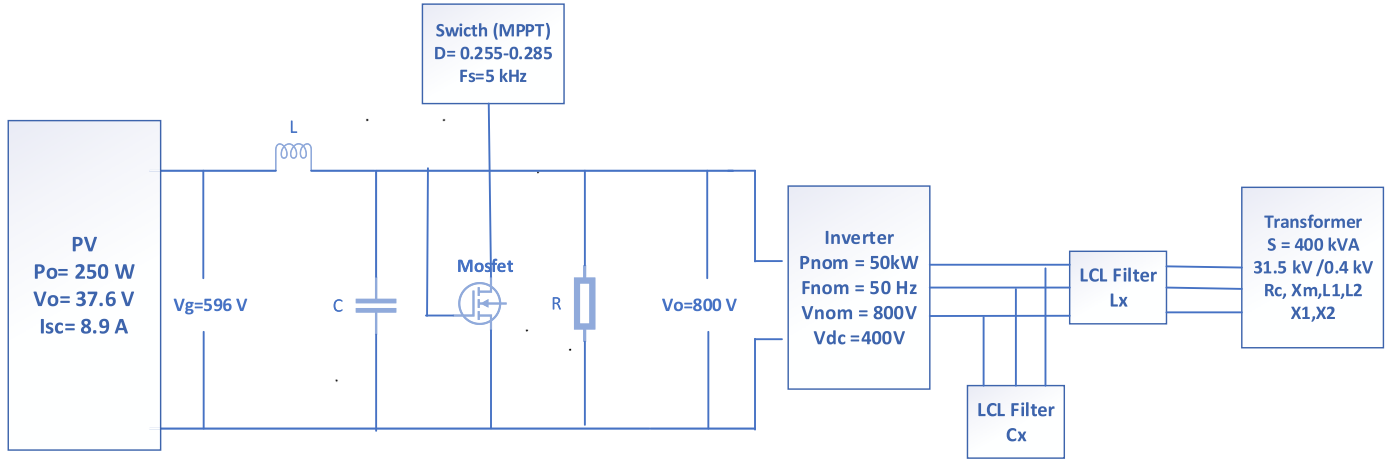 Swicth (MPPT)
D= 0.255-0.285
Fs=5 kHz
L
PV
Po= 250 W
Vo= 37.6 V
Isc= 8.9 A
Vg=596 V
C
Mosfet
R
Vo=800 V
Inverter
Pnom = 50kW
Fnom = 50 Hz
Vnom = 800V
Vdc =400V
LCL Filter
Lx
LCL Filter
Cx
Transformer
S = 400 kVA
31.5 kV /0.4 kV
Rc, Xm,L1,L2
X1,X2